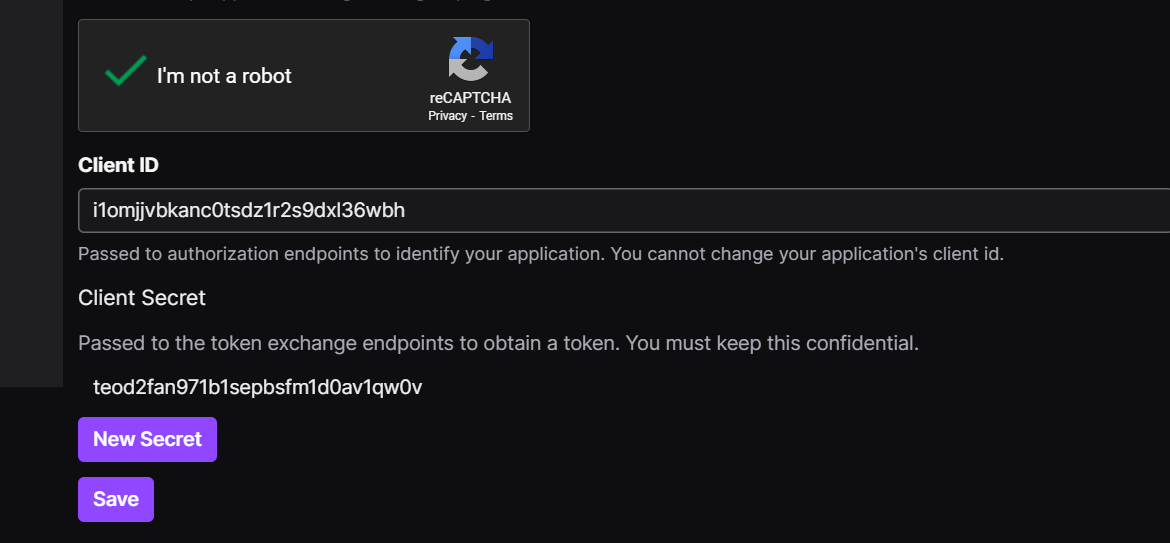 I'm not a robot
reCAPTCHA
Privacy - Terms
Client ID
i1omjjvbkanc0tsdz1r2s9dxl36wbh
Passed to authorization endpoints to identify your application. You cannot change your application's client id.
Client Secret
Passed to the token exchange endpoints to obtain a token. You must keep this confidential.
teod2fan971b1sepbsfm1d0av1qw0v
New Secret
Save